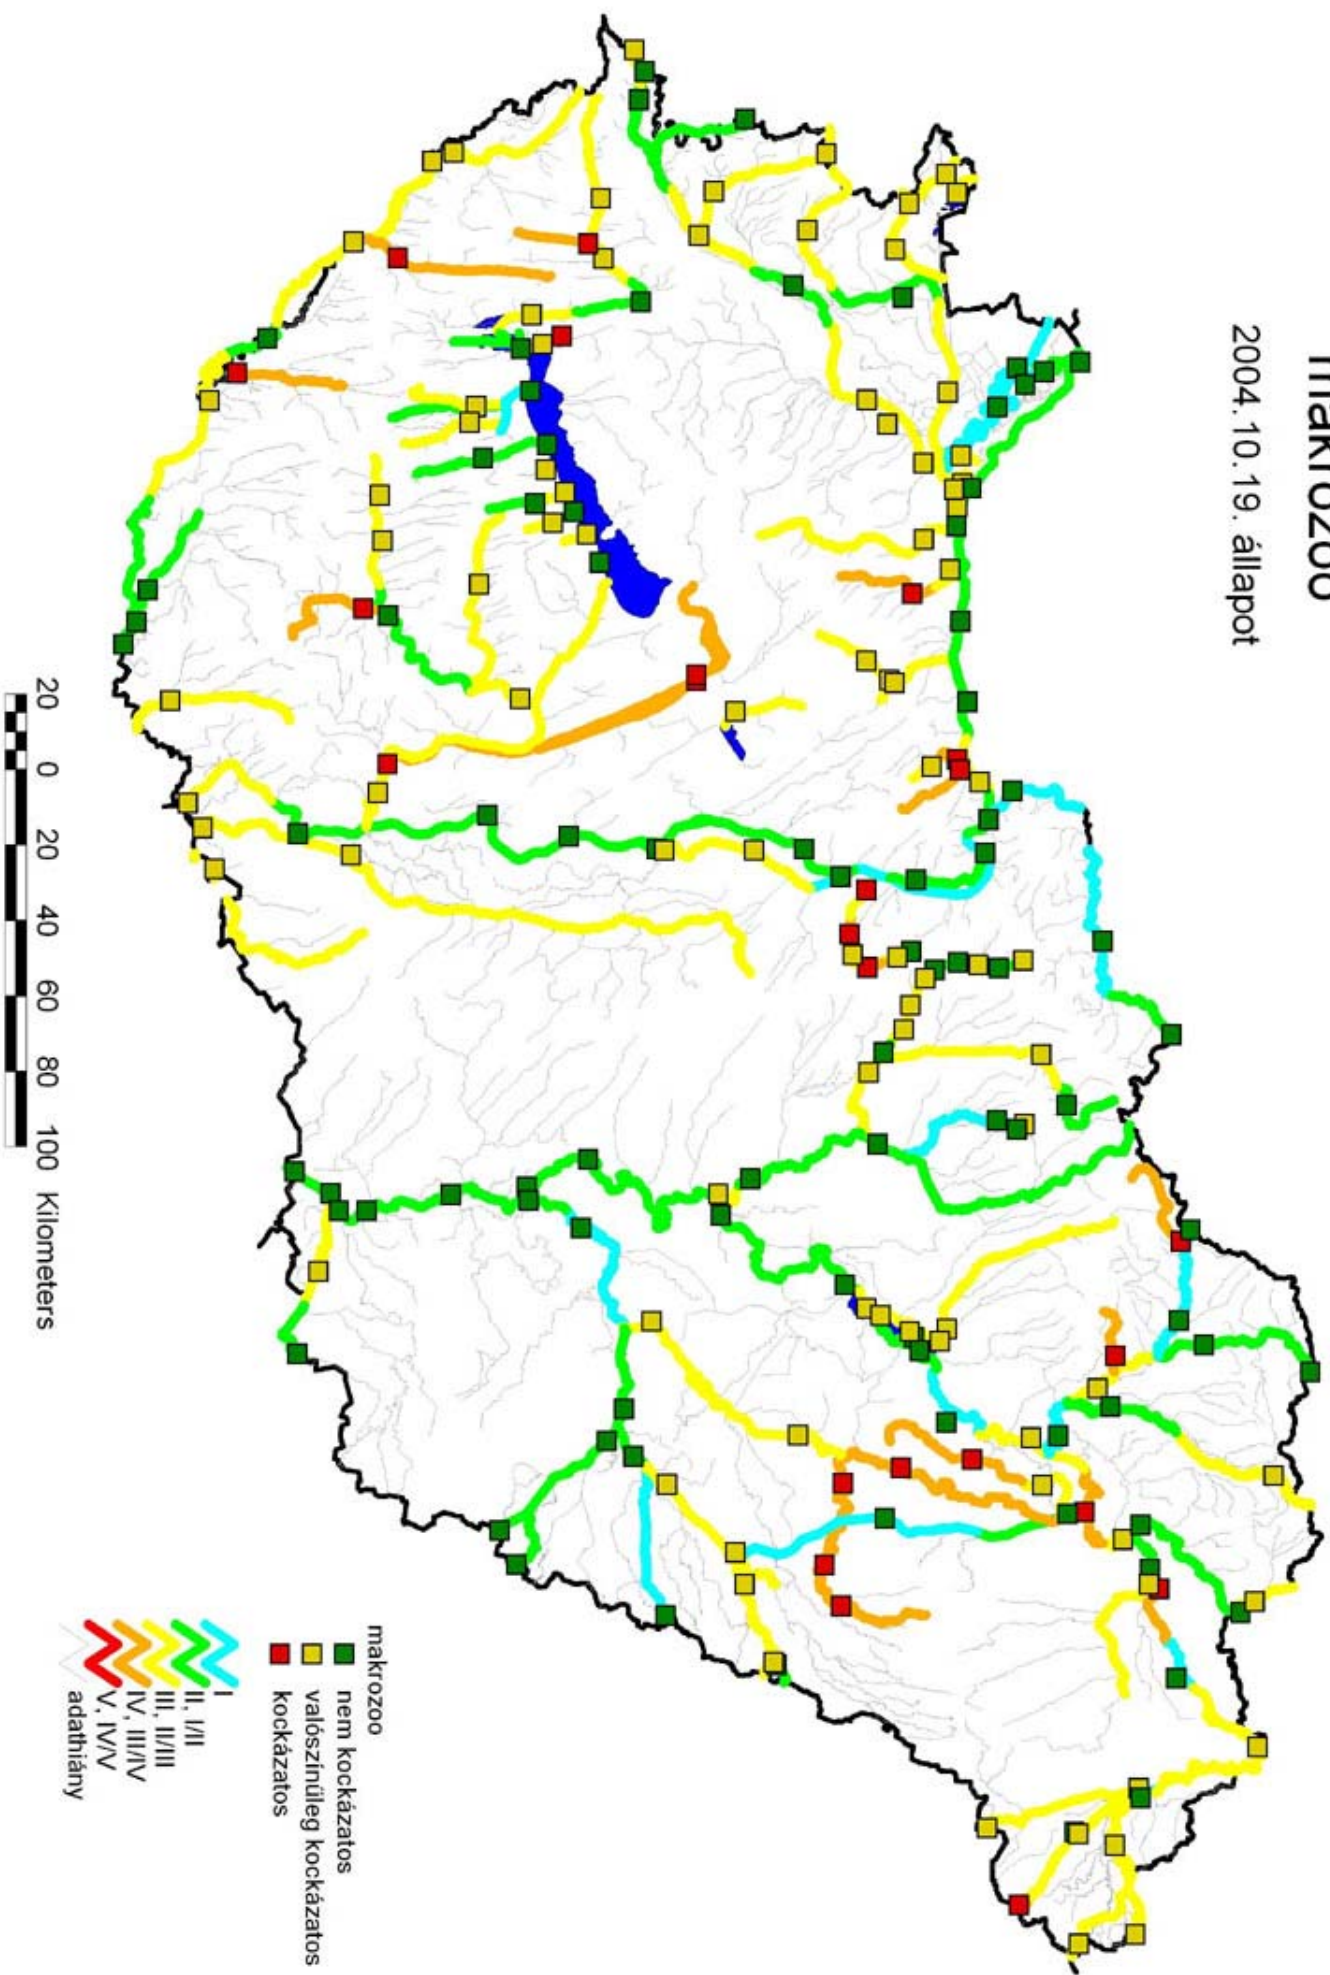 makrozoo
2004.10.19. állapot
makrozoo
nem kockázatos
valószínűleg kockázatos
kockázatos
I
II, I/II
III, II/III
IV, III/IV
V, IV/V
adathiány
20 0 20 40 60 80 100 Kilometers